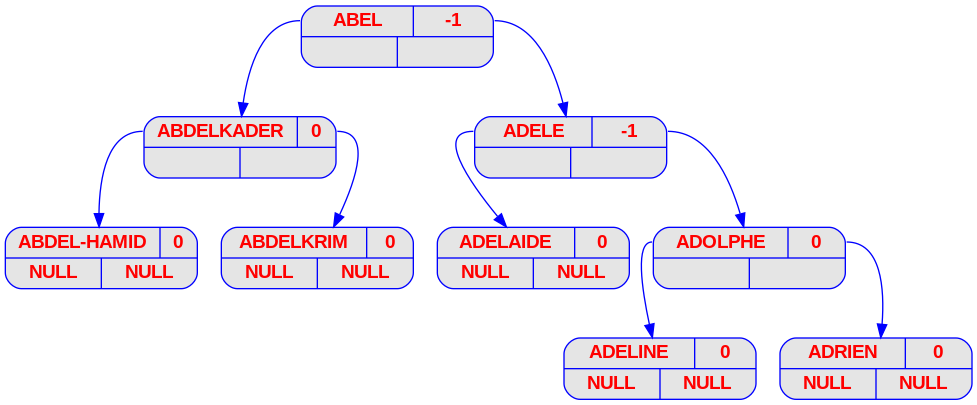 ABEL -1
ABDELKADER 0
ADELE -1
ABDEL-HAMID 0
NULL NULL
ABDELKRIM 0
NULL NULL
ADELAIDE 0
NULL NULL
ADOLPHE 0
ADELINE 0
NULL NULL
ADRIEN 0
NULL NULL